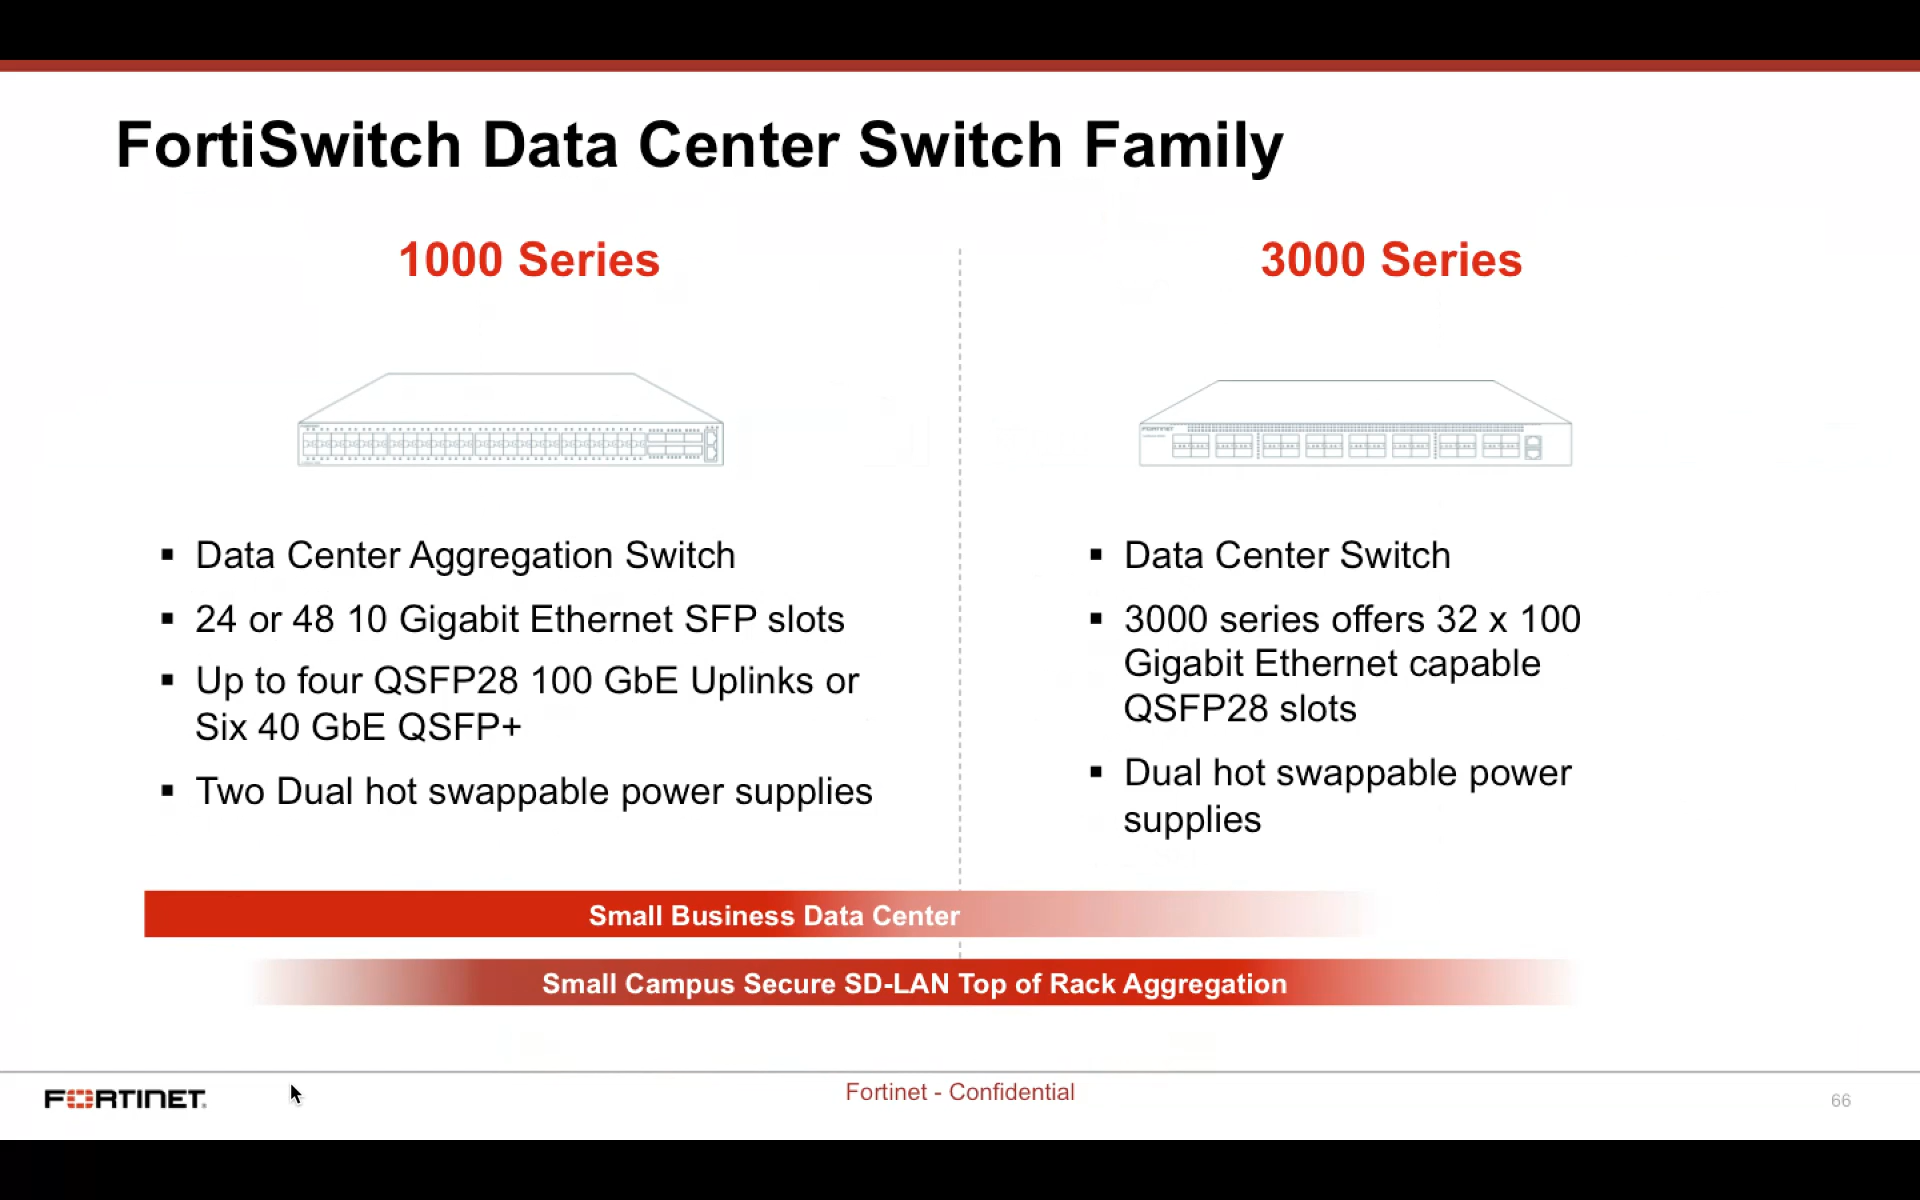 FortiSwitch Data Center Switch Family
1000 Series
▪ Data Center Aggregation Switch
▪ 24 or 48 10 Gigabit Ethernet SFP slots
▪ Up to four QSFP28 100 GbE Uplinks or
Six 40 GbE QSFP+
▪ Two Dual hot swappable power supplies
3000 Series
FORTINET
▪ Data Center Switch
▪ 3000 series offers 32 x 100
Gigabit Ethernet capable
QSFP28 slots
▪ Dual hot swappable power
supplies
Small Business Data Center
Small Campus Secure SD-LAN Top of Rack Aggregation
FORTINET
Fortinet - Confidential
66